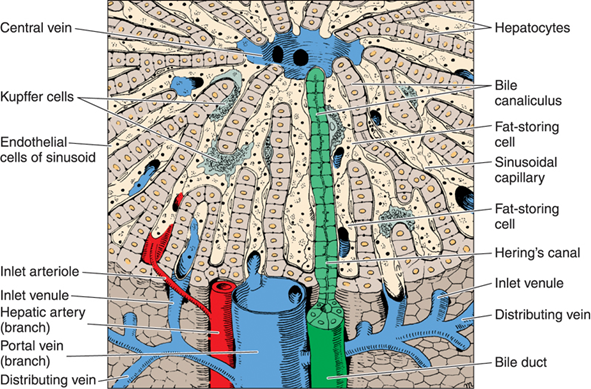 Central vein
Kupffer cells
Endothelial
cells of sinusoid
Inlet arteriole
Inlet venule
Hepatic artery
(branch)
Portal vein
(branch)
Distributing vein
Hepatocytes
Bile
canaliculus
Fat-storing
cell
Sinusoidal
capillary
Fat-storing
cell
Hering's canal
Inlet venule
Distributing vein
Bile duct